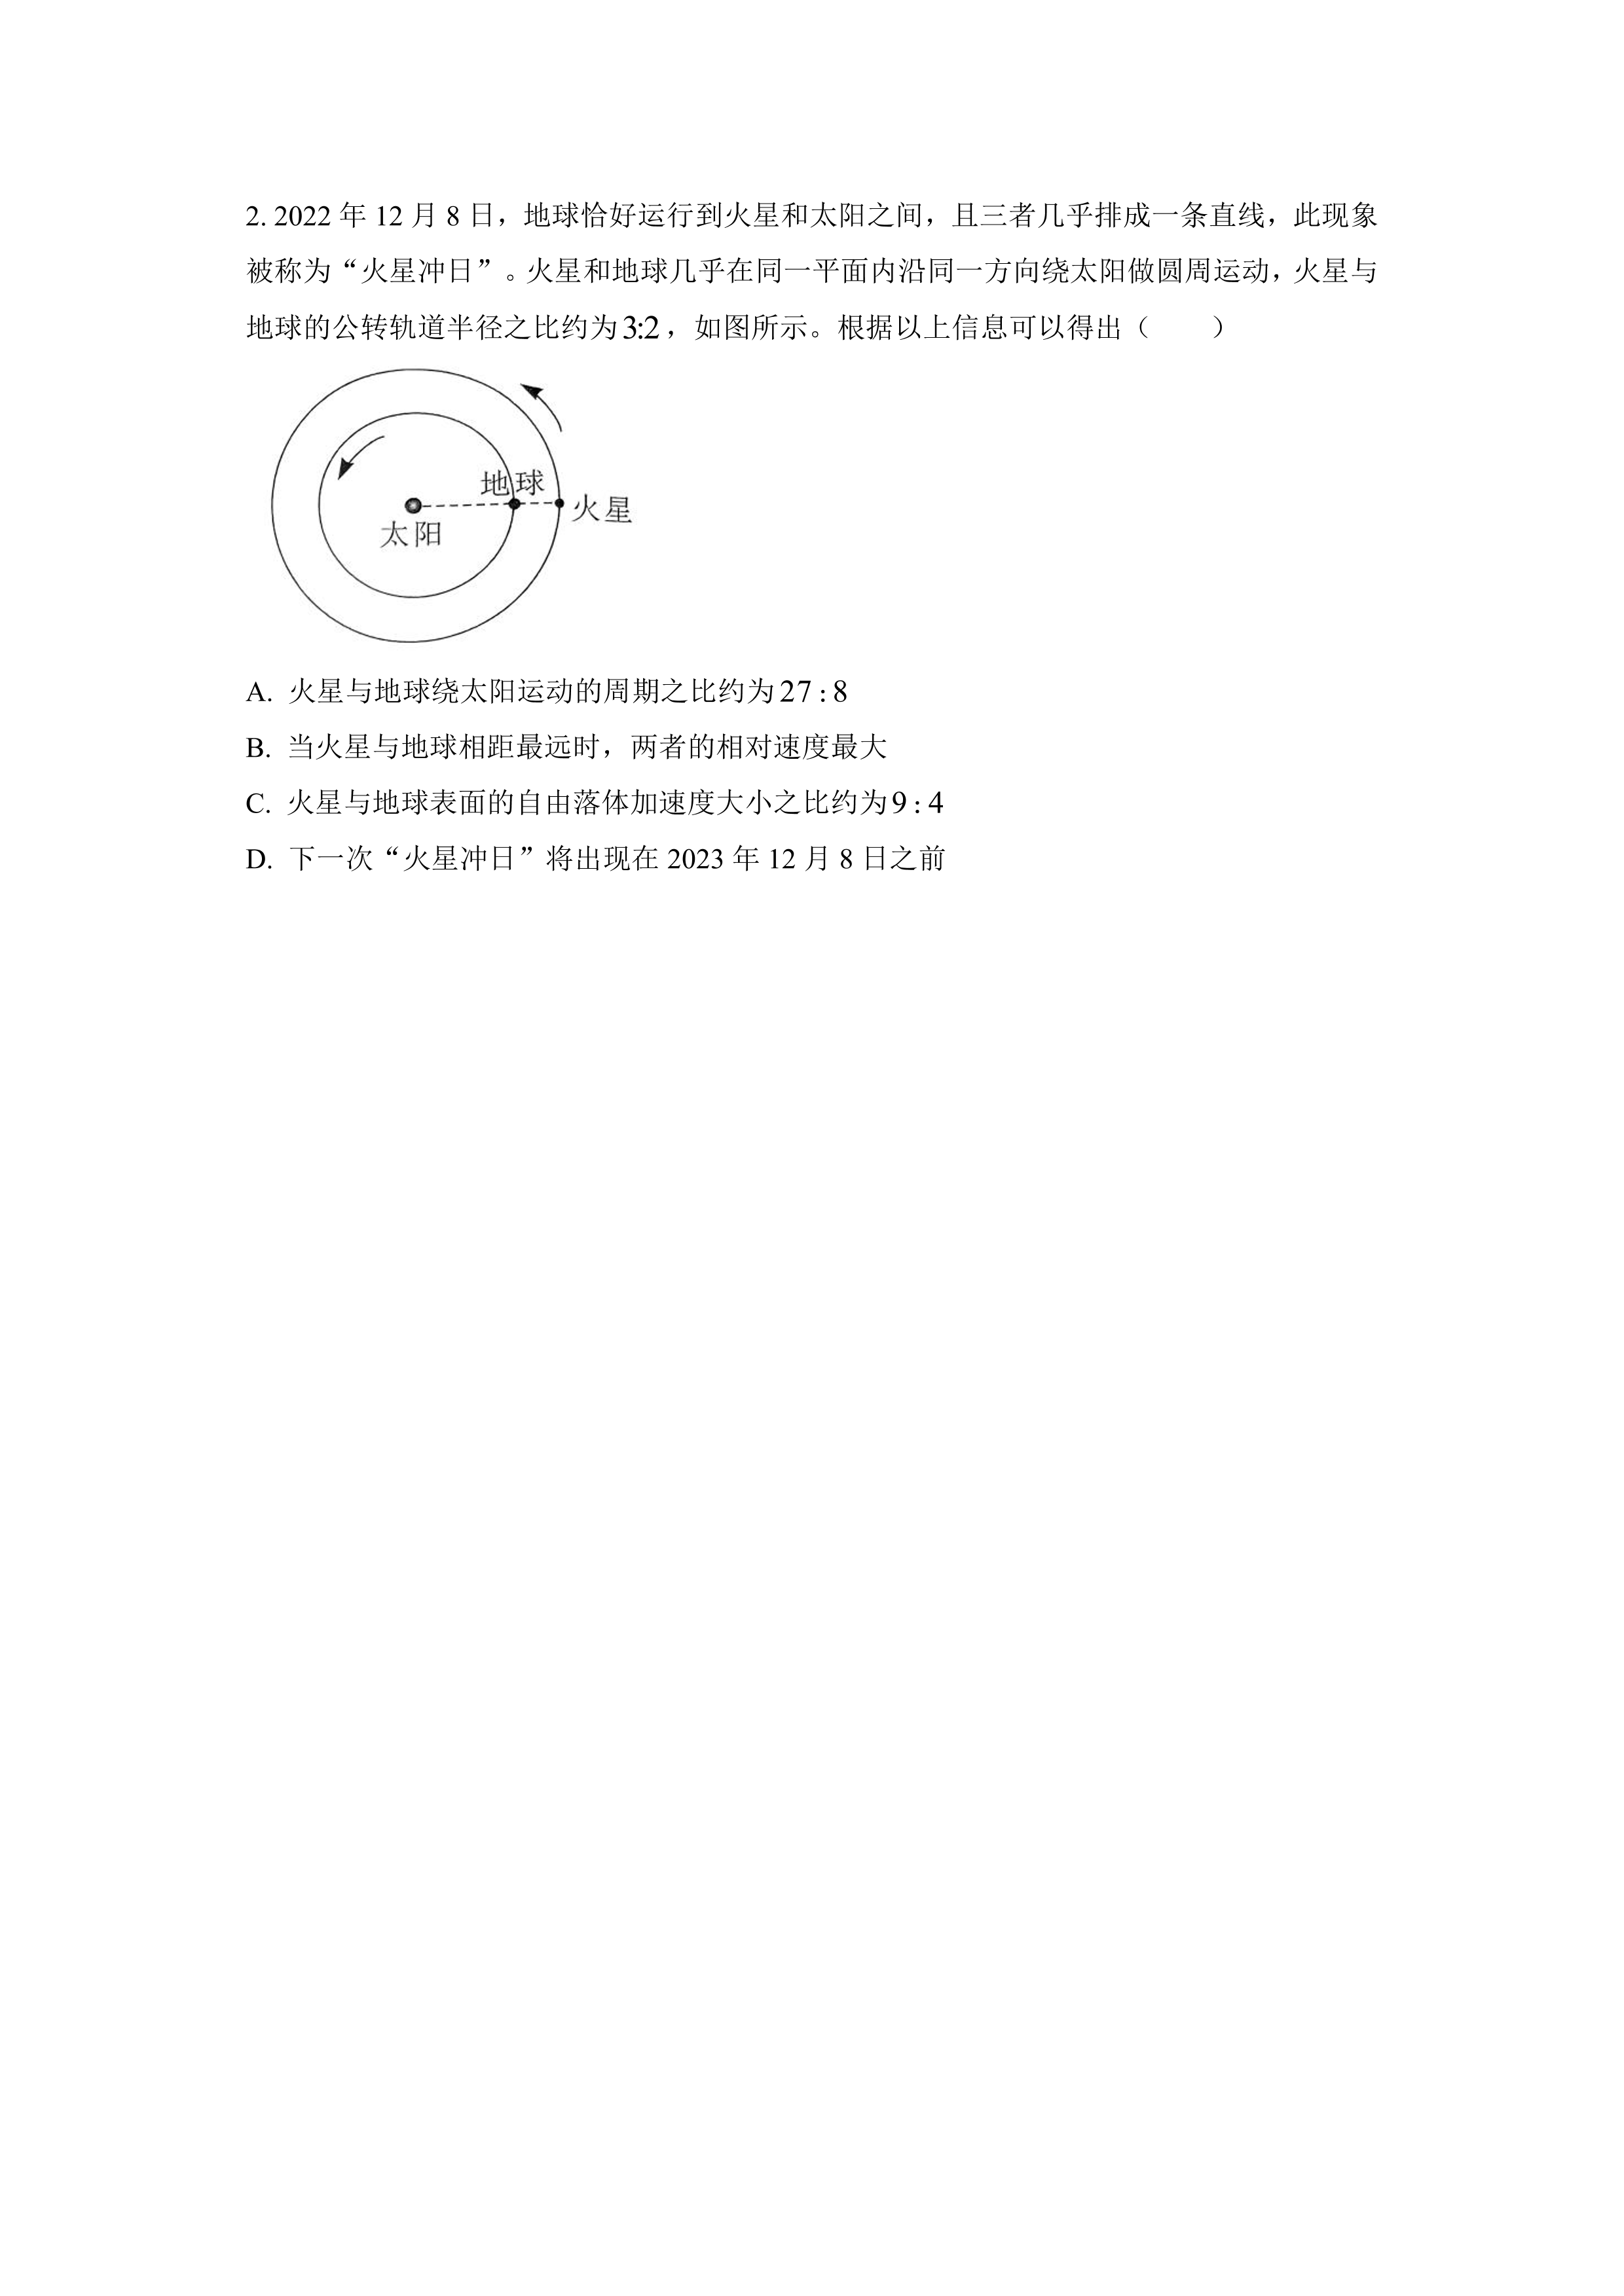 2. 2022 年 12 月 8 日，地球恰好运行到火星和太阳之间，且三者几乎排成一条直线，此现象
被称为“火星冲日”。火星和地球几乎在同一平面内沿同一方向绕太阳做圆周运动，火星与
地球的公转轨道半径之比约为3:2，如图所示。根据以上信息可以得出（　　）
地球
火星
太阳
A. 火星与地球绕太阳运动的周期之比约为27 : 8
B. 当火星与地球相距最远时，两者的相对速度最大
C. 火星与地球表面的自由落体加速度大小之比约为9 : 4
D. 下一次“火星冲日”将出现在 2023 年 12 月 8 日之前